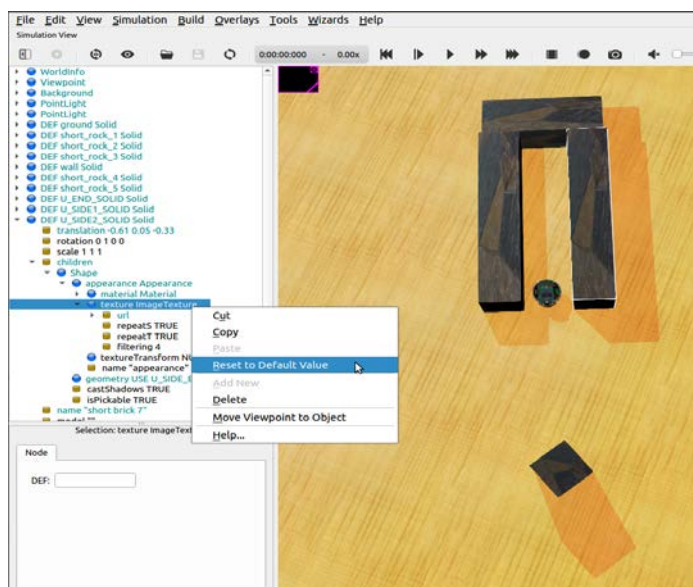 File Edit View Simulation Build Overlays Tools Wizards Help
Simulation View
0:00:00:000 - 0.00x
WorldInfo
Viewpoint
Background
PointLight
PointLight
DEF ground Solid
DEF short_rock_1 Solid
DEF short_rock_2 Solid
DEF short_rock_3 Solid
DEF wall Solid
DEF short_rock_4 Solid
DEF short_rock_5 Solid
DEF U_END_SOLID Solid
DEF U_SIDE1_SOLID Solid
DEF U_SIDE2_SOLID Solid
translation -0.61 0.05 -0.33
rotation 0 1 0 0
scale 1 1 1
children
Shape
appearance Appearance
material Material
texture ImageTexture
url
repeatS TRUE
repeatT TRUE
filtering 4
textureTransform
name "appearance"
geometry USE U_SIDE_
castShadows TRUE
isPickable TRUE
name "short brick 7"
Cut
Copy
Paste
Reset to Default Value
Add New
Delete
Move Viewpoint to Object
Help...
Selection: texture ImageText
Node
DEF: